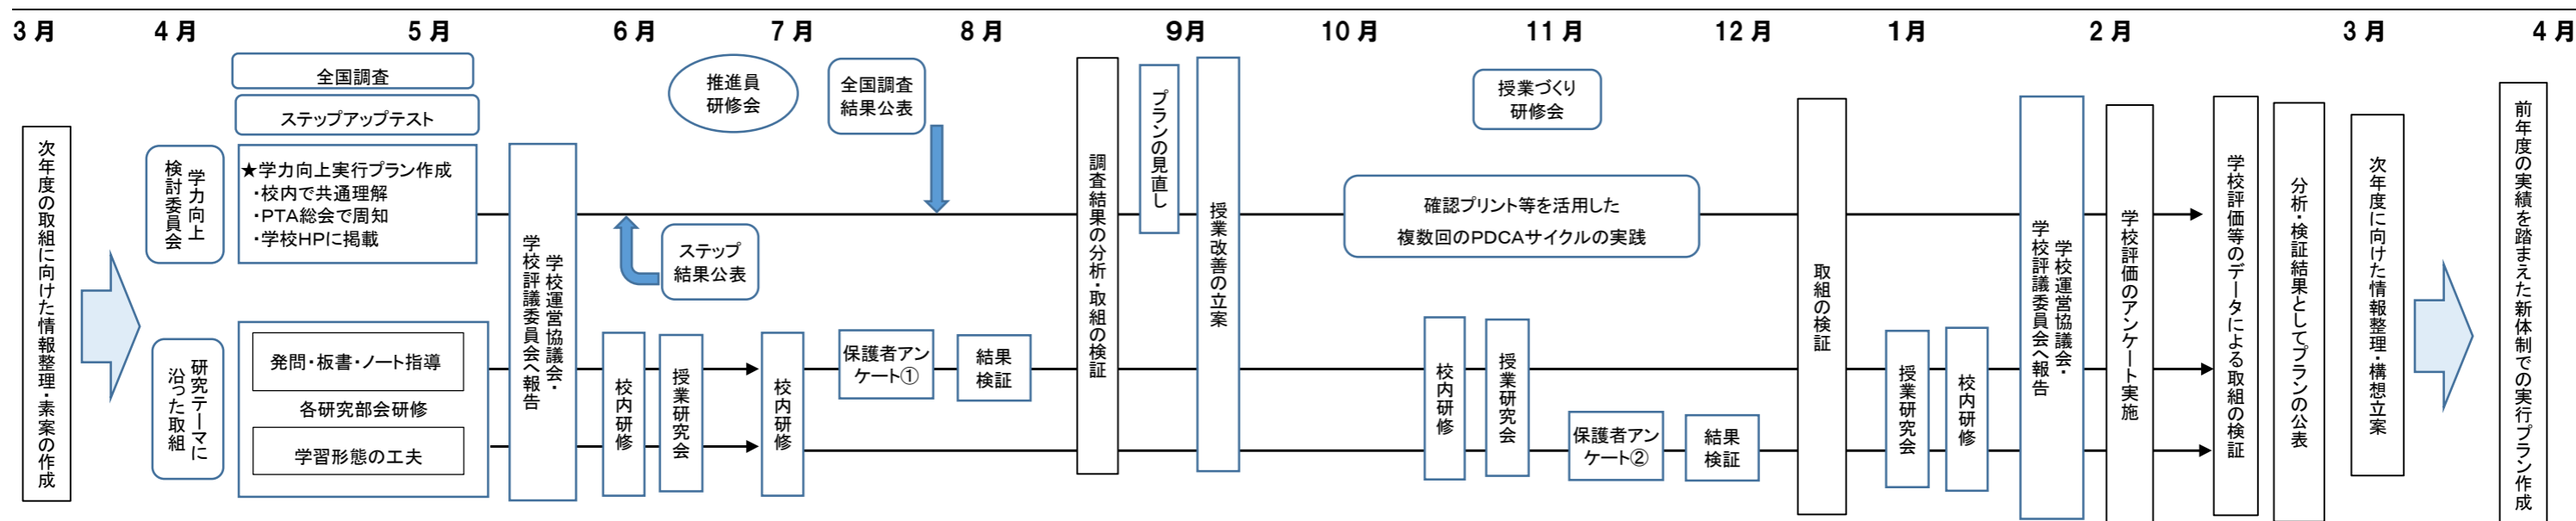 3月 4月 5月 6月 7月 8月 9月 10月 11月 12月 1月 2月 3月 4月
次年度の取組に向けた情報整理・素案の作成
学力向上
検討委員会
研究テーマに
沿った取組
全国調査
ステップアップテスト
★学力向上実行プラン作成
・校内で共通理解
・PTA総会で周知
・学校HPに掲載
発問・板書・ノート指導
各研究部会研修
学習形態の工夫
学校運営協議会・
学校評議委員会へ報告
ステップ
結果公表
校内研修
授業研究会
推進員
研修会
校内研修
全国調査
結果公表
保護者アン
ケート①
結果
検証
調査結果の分析・取組の検証
プランの見直し
授業改善の立案
確認プリント等を活用した
複数回のPDCAサイクルの実践
授業づくり
研修会
校内研修
授業研究会
保護者アン
ケート②
結果
検証
取組の検証
授業研究会
校内研修
学校運営協議会・
学校評議委員会へ報告
学校評価のアンケート実施
学校評価等のデータによる取組の検証
分析・検証結果としてプランの公表
次年度に向けた情報整理・構想立案
前年度の実績を踏まえた新体制での実行プラン作成